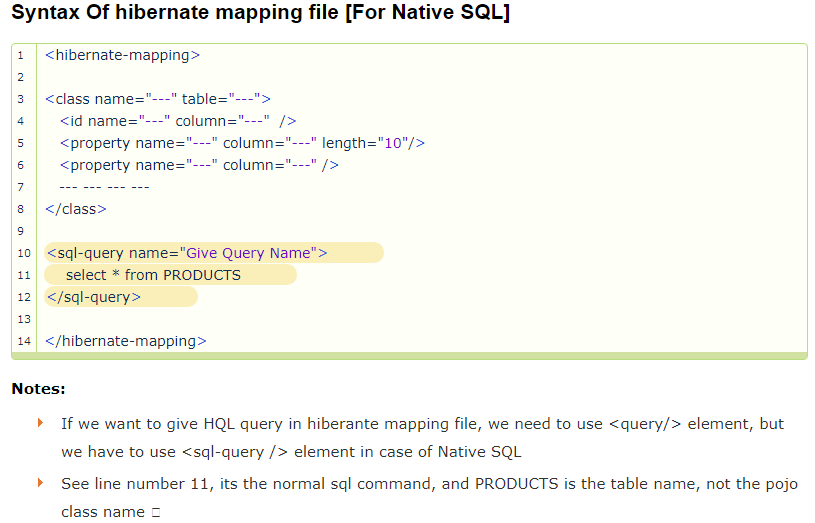 Syntax Of hibernate mapping file [For Native SQL]
1 <hibernate-mapping>
2
3 <class name="---" table="---">
4 <id name="---" column="---" />
5 <property name="---" column="---" length="10"/>
6 <property name="---" column="---" />
7 --- --- --- ---
8 </class>
9
10 <sql-query name="Give Query Name">
11 select * from PRODUCTS
12 </sql-query>
13
14 </hibernate-mapping>
Notes:
If we want to give HQL query in hiberante mapping file, we need to use <query/> element, but
we have to use <sql-query /> element in case of Native SQL
See line number 11, its the normal sql command, and PRODUCTS is the table name, not the pojo
class name